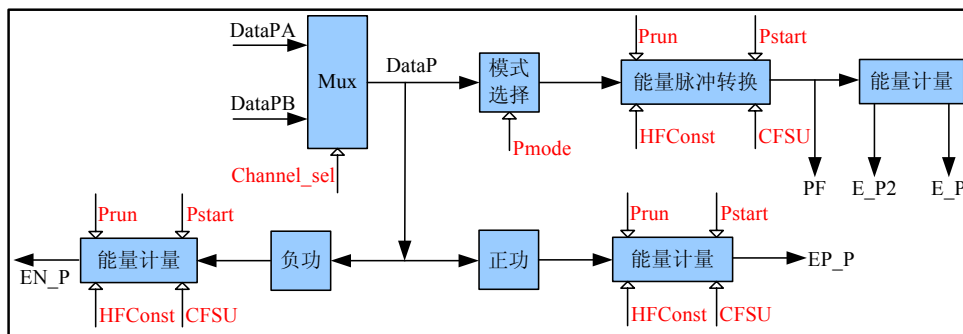 DataPA
DataPB
Mux
DataP
Channel_sel
模式
选择
Pmode
Prun
Pstart
能量脉冲转换
HFConst
CFSU
能量计量
PF
E_P2
E_P
Prun
Pstart
能量计量
EN_P
HFConst
CFSU
负功
正功
Prun
Pstart
能量计量
EP_P
HFConst
CFSU